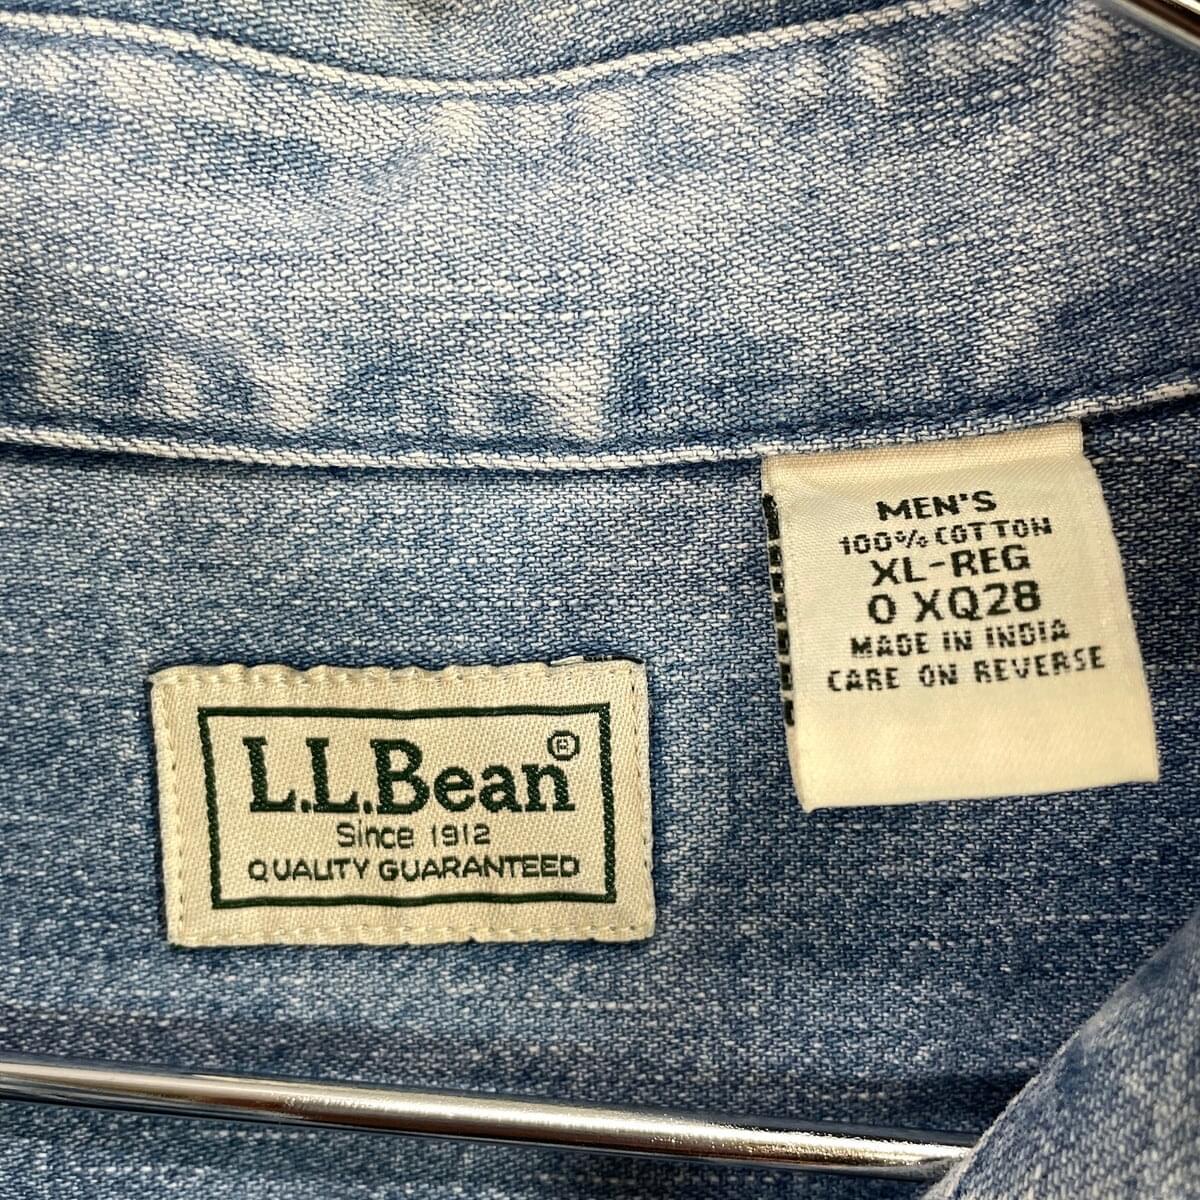 MEN'S
100% COTTON
XL-REG
0 XQ28
MADE IN INDIA
CARE ON REVERSE
L.L.Bean®
Since 1912
QUALITY GUARANTEED